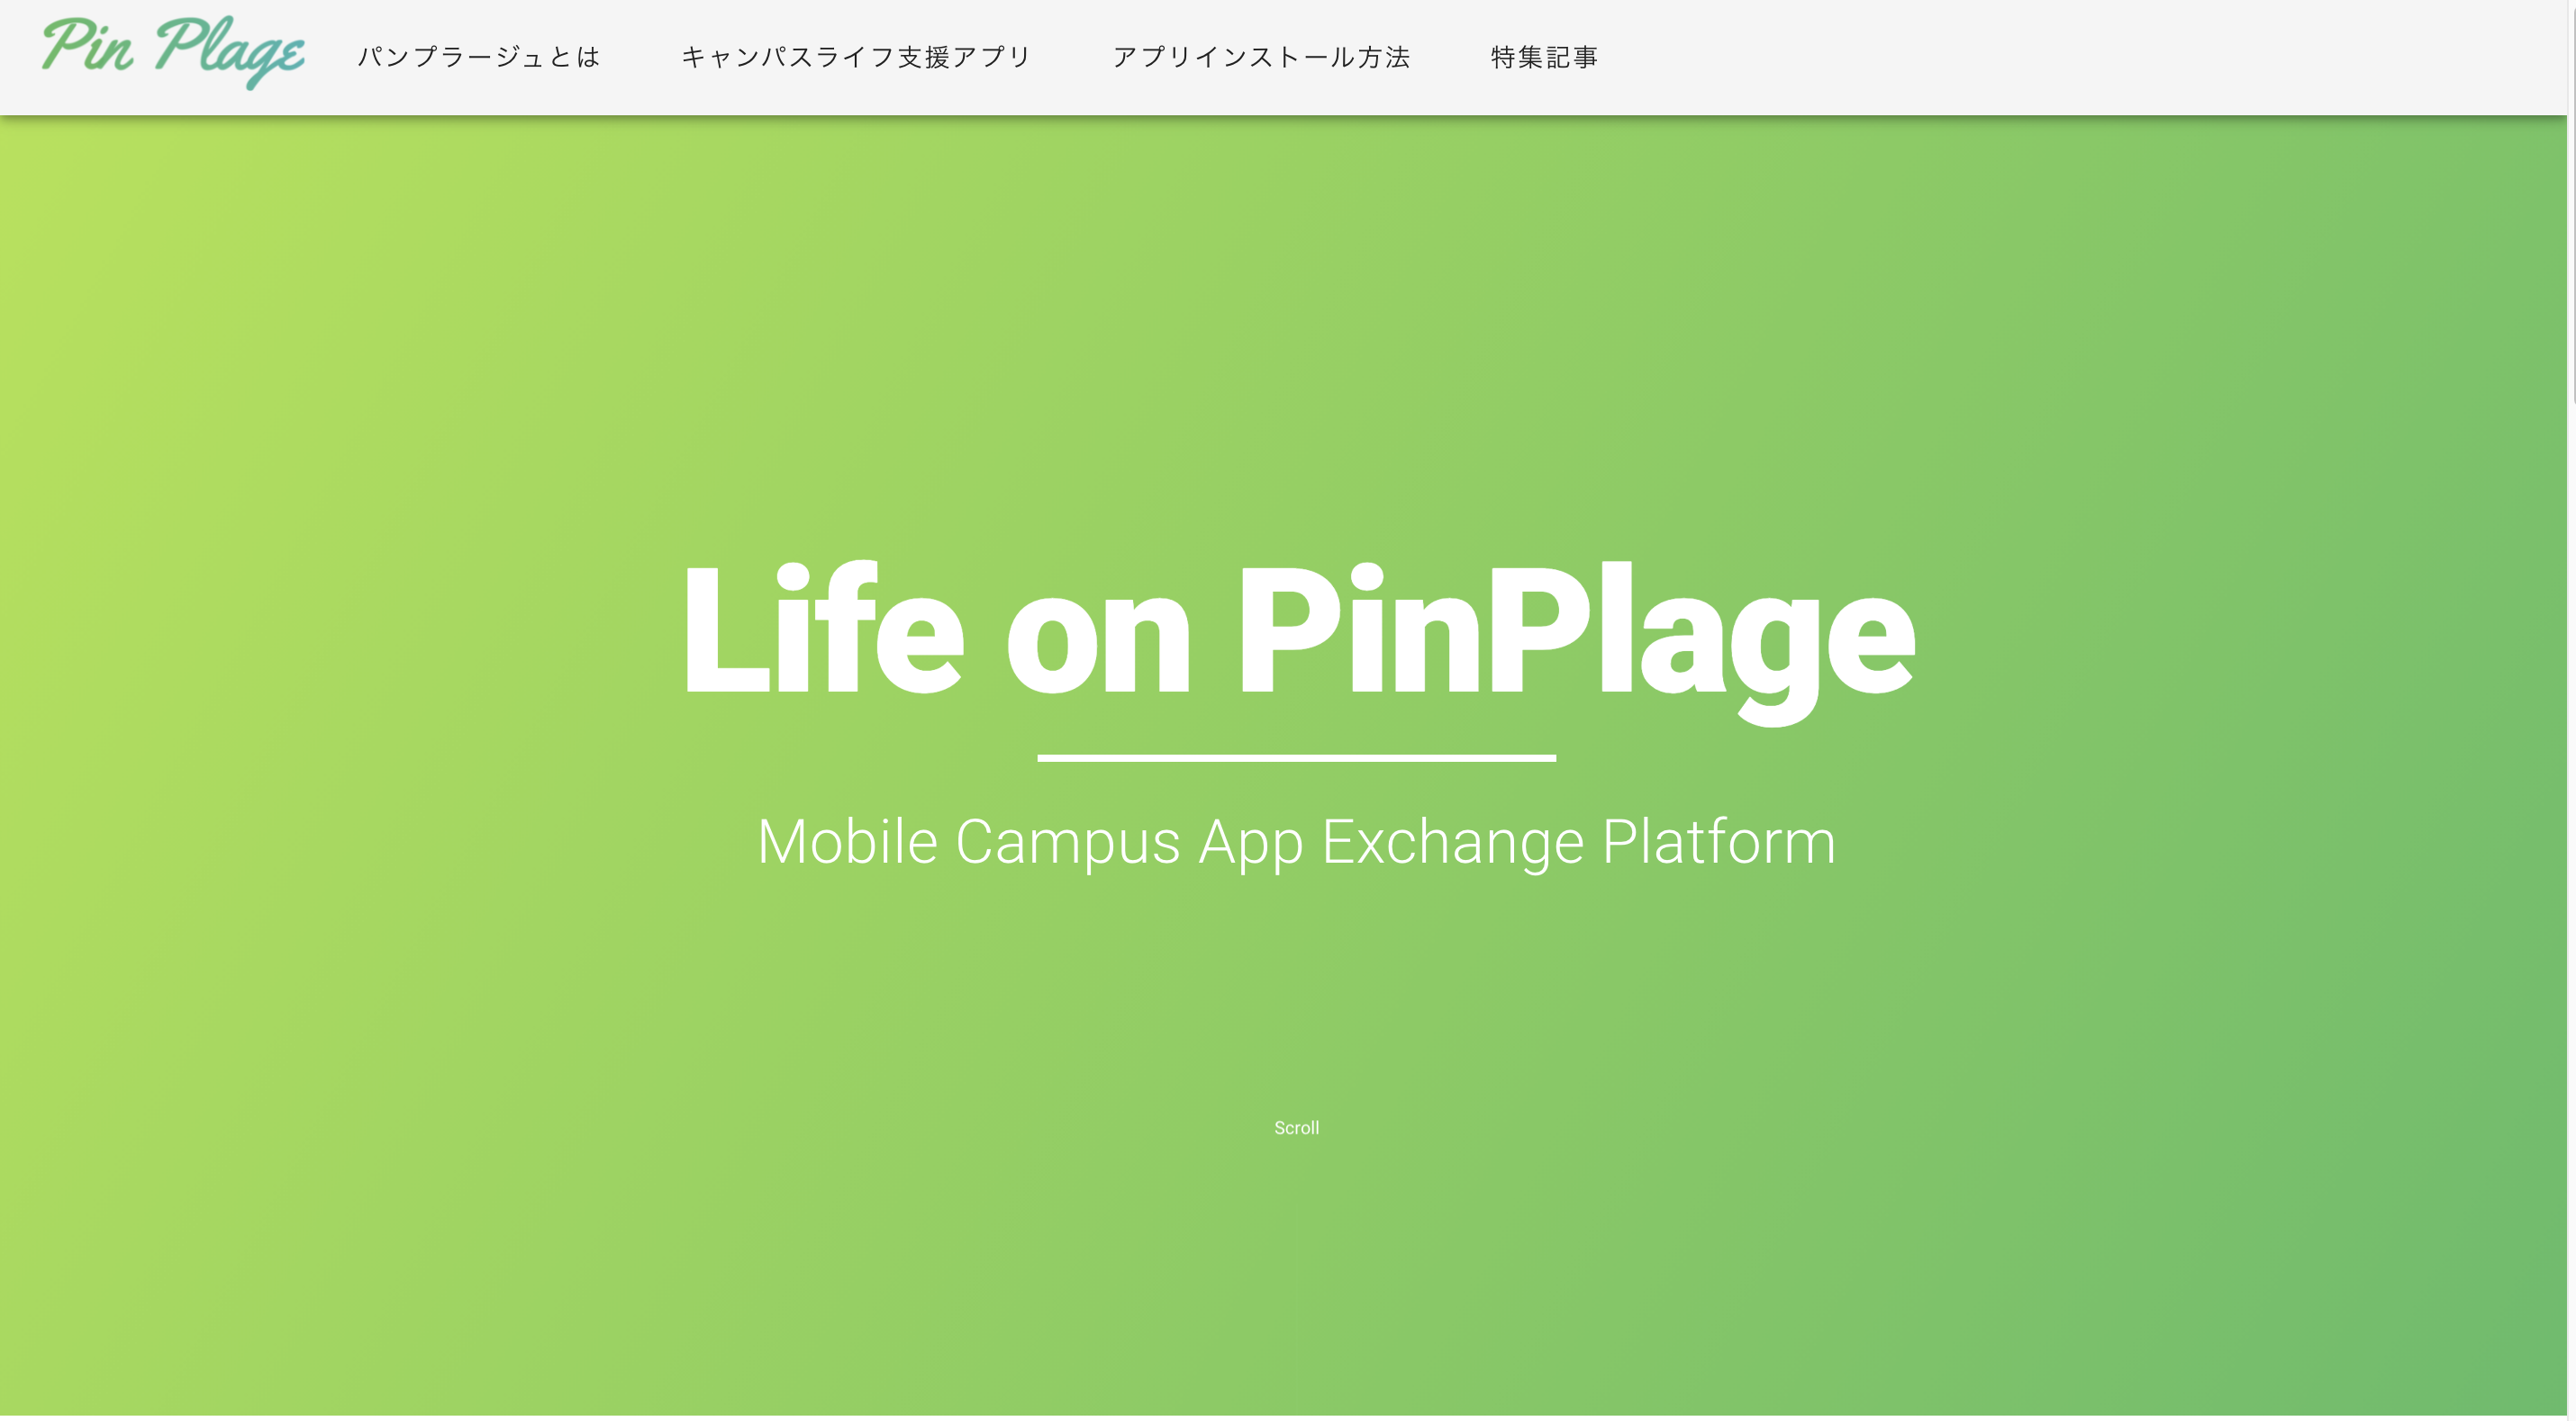 Pin Plage
パンプラージュとは
キャンパスライフ支援アプリ
アプリインストール方法
特集記事
Life on PinPlage
Mobile Campus App Exchange Platform
Scroll